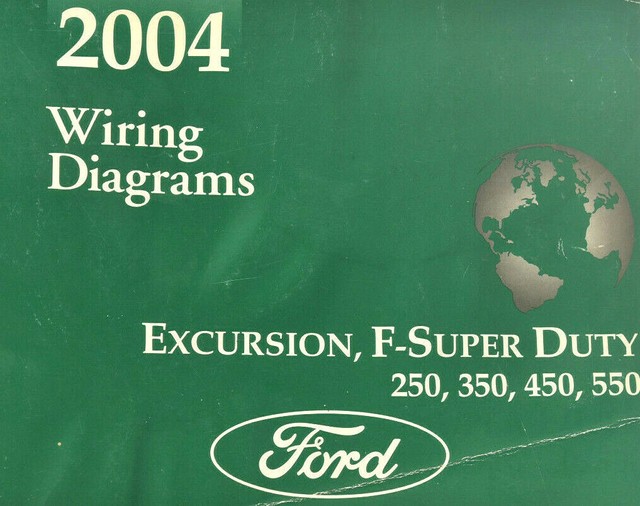 2004
Wiring
Diagrams
EXCURSION, F-SUPER DUTY
250, 350, 450, 550
Ford